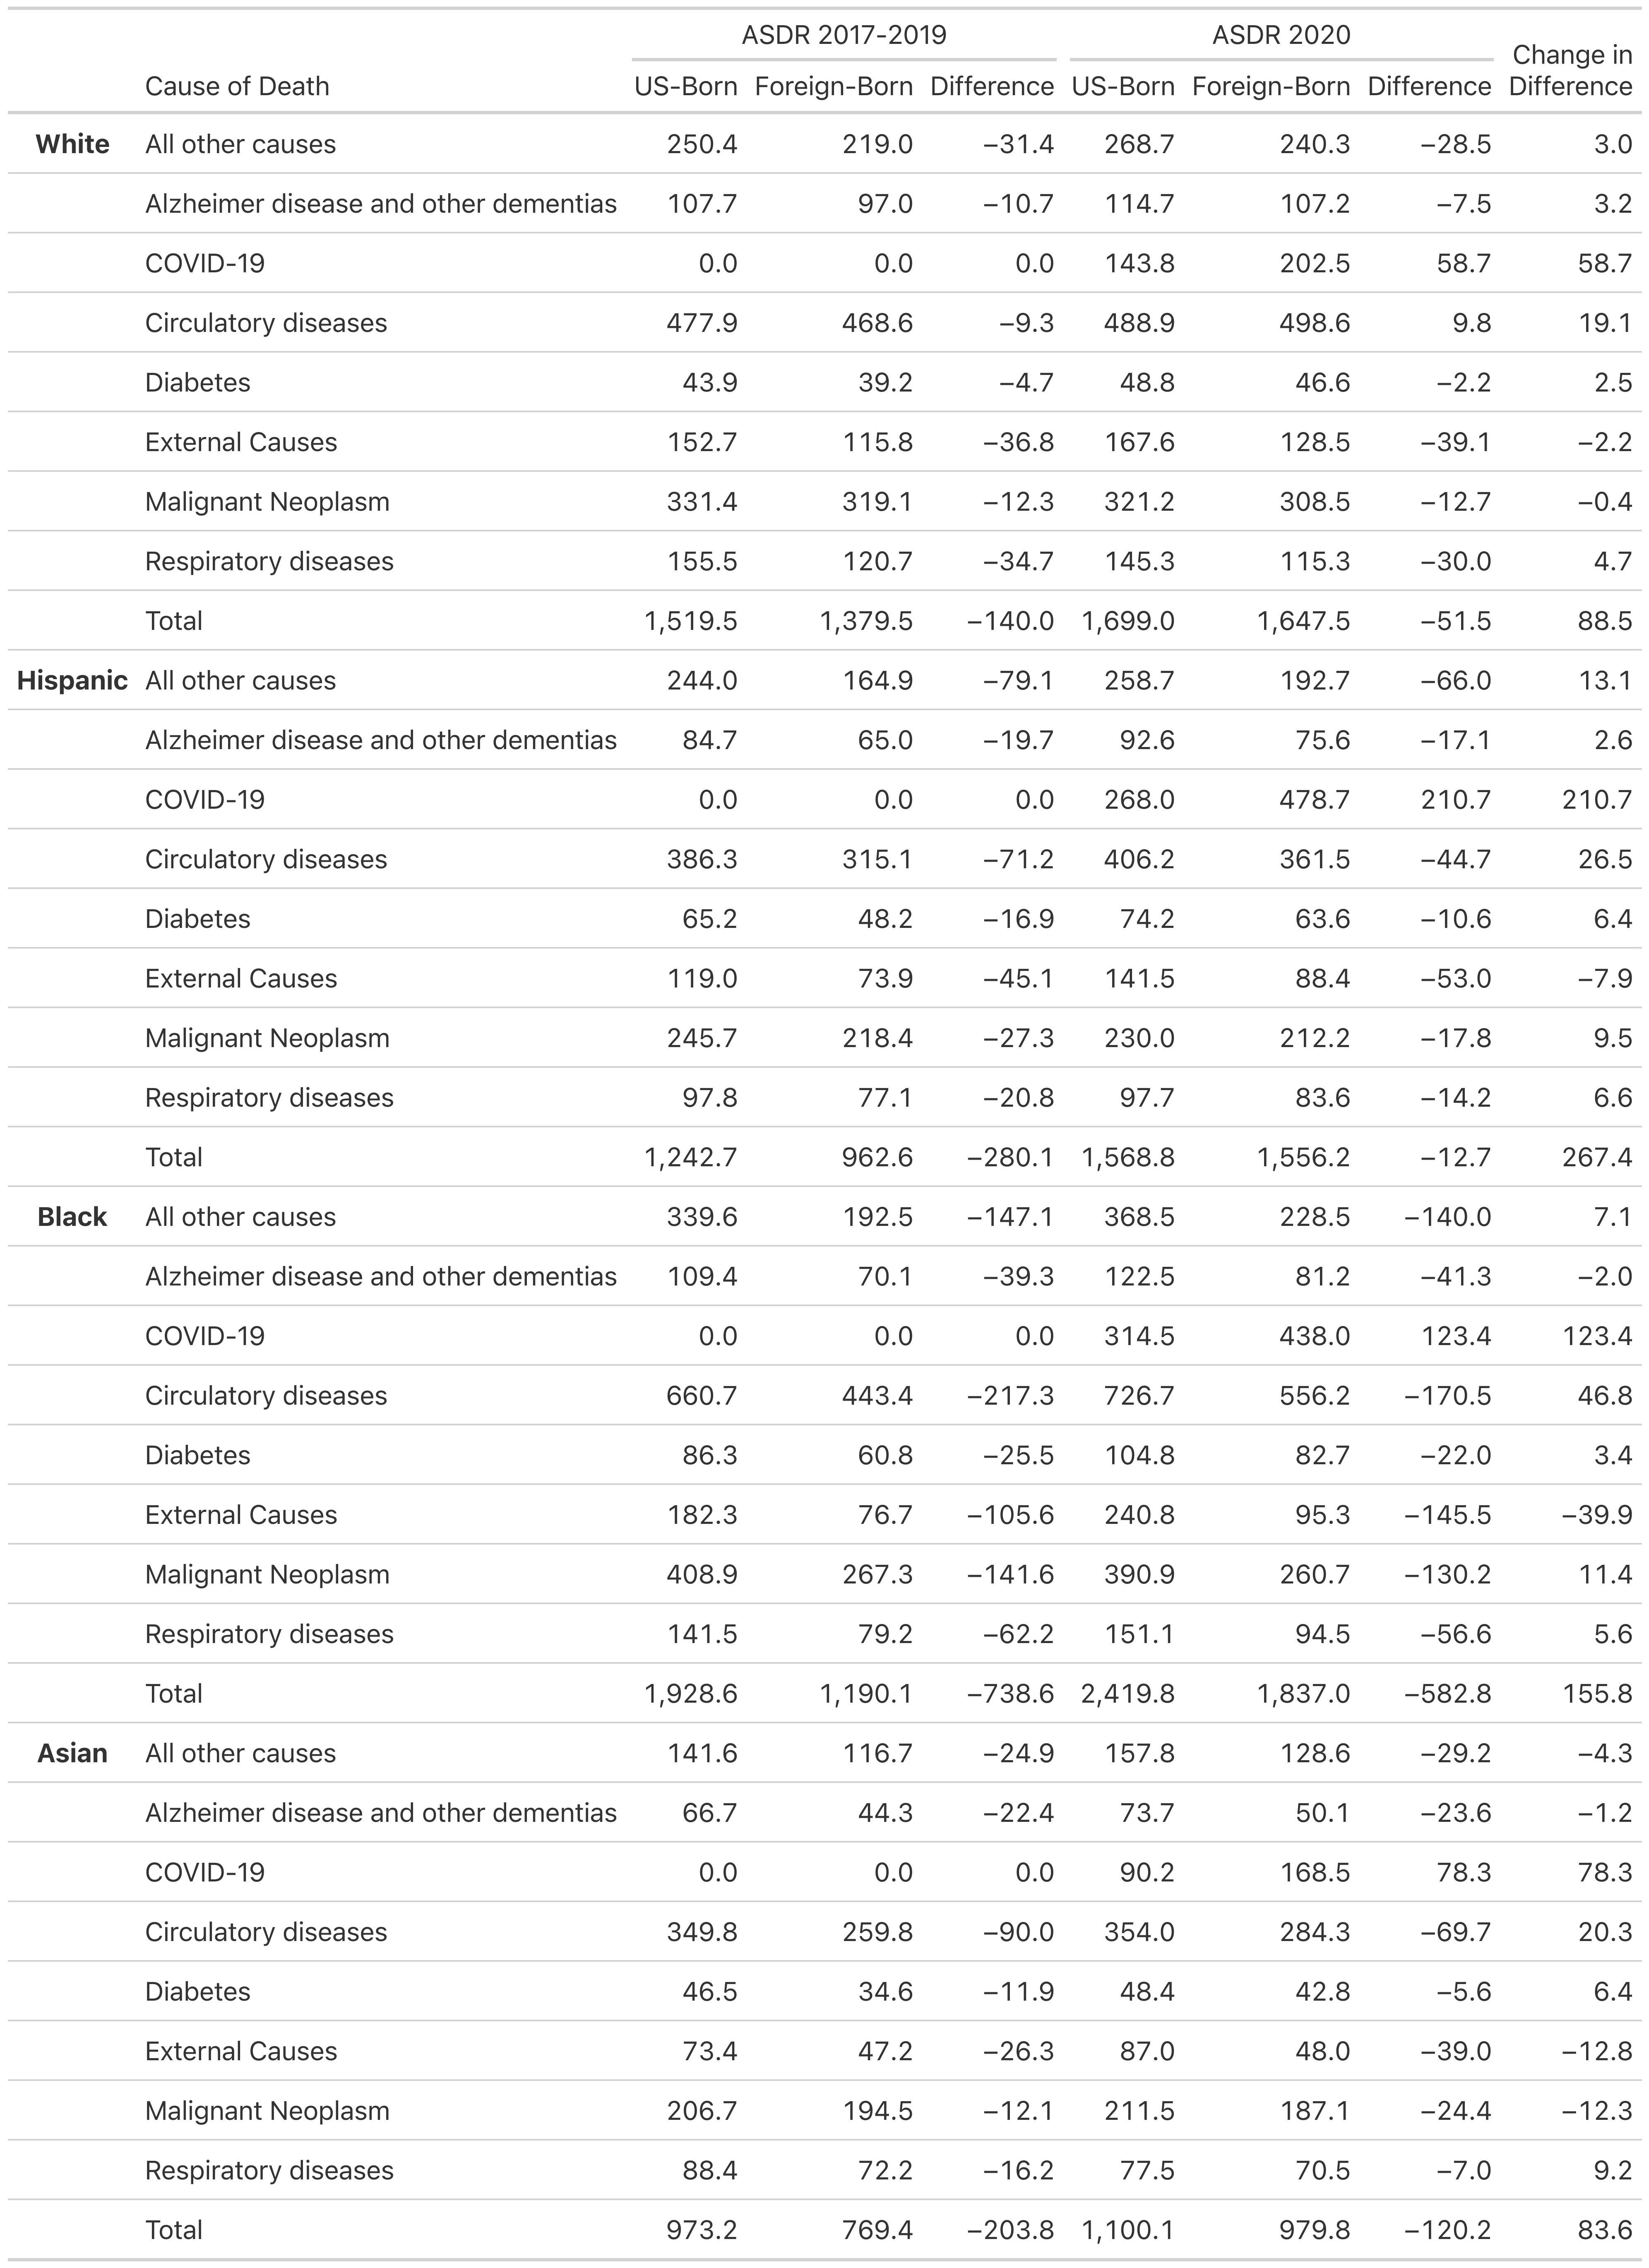 ASDR 2017-2019 ASDR 2020 Change in
Cause of Death US-Born Foreign-Born Difference US-Born Foreign-Born Difference Difference
White All other causes 250.4 219.0 −31.4 268.7 240.3 −28.5 3.0
Alzheimer disease and other dementias 107.7 97.0 −10.7 114.7 107.2 −7.5 3.2
COVID-19 0.0 0.0 0.0 143.8 202.5 58.7 58.7
Circulatory diseases 477.9 468.6 −9.3 488.9 498.6 9.8 19.1
Diabetes 43.9 39.2 −4.7 48.8 46.6 −2.2 2.5
External Causes 152.7 115.8 −36.8 167.6 128.5 −39.1 −2.2
Malignant Neoplasm 331.4 319.1 −12.3 321.2 308.5 −12.7 −0.4
Respiratory diseases 155.5 120.7 −34.7 145.3 115.3 −30.0 4.7
Total 1,519.5 1,379.5 −140.0 1,699.0 1,647.5 −51.5 88.5
Hispanic All other causes 244.0 164.9 −79.1 258.7 192.7 −66.0 13.1
Alzheimer disease and other dementias 84.7 65.0 −19.7 92.6 75.6 −17.1 2.6
COVID-19 0.0 0.0 0.0 268.0 478.7 210.7 210.7
Circulatory diseases 386.3 315.1 −71.2 406.2 361.5 −44.7 26.5
Diabetes 65.2 48.2 −16.9 74.2 63.6 −10.6 6.4
External Causes 119.0 73.9 −45.1 141.5 88.4 −53.0 −7.9
Malignant Neoplasm 245.7 218.4 −27.3 230.0 212.2 −17.8 9.5
Respiratory diseases 97.8 77.1 −20.8 97.7 83.6 −14.2 6.6
Total 1,242.7 962.6 −280.1 1,568.8 1,556.2 −12.7 267.4
Black All other causes 339.6 192.5 −147.1 368.5 228.5 −140.0 7.1
Alzheimer disease and other dementias 109.4 70.1 −39.3 122.5 81.2 −41.3 −2.0
COVID-19 0.0 0.0 0.0 314.5 438.0 123.4 123.4
Circulatory diseases 660.7 443.4 −217.3 726.7 556.2 −170.5 46.8
Diabetes 86.3 60.8 −25.5 104.8 82.7 −22.0 3.4
External Causes 182.3 76.7 −105.6 240.8 95.3 −145.5 −39.9
Malignant Neoplasm 408.9 267.3 −141.6 390.9 260.7 −130.2 11.4
Respiratory diseases 141.5 79.2 −62.2 151.1 94.5 −56.6 5.6
Total 1,928.6 1,190.1 −738.6 2,419.8 1,837.0 −582.8 155.8
Asian All other causes 141.6 116.7 −24.9 157.8 128.6 −29.2 −4.3
Alzheimer disease and other dementias 66.7 44.3 −22.4 73.7 50.1 −23.6 −1.2
COVID-19 0.0 0.0 0.0 90.2 168.5 78.3 78.3
Circulatory diseases 349.8 259.8 −90.0 354.0 284.3 −69.7 20.3
Diabetes 46.5 34.6 −11.9 48.4 42.8 −5.6 6.4
External Causes 73.4 47.2 −26.3 87.0 48.0 −39.0 −12.8
Malignant Neoplasm 206.7 194.5 −12.1 211.5 187.1 −24.4 −12.3
Respiratory diseases 88.4 72.2 −16.2 77.5 70.5 −7.0 9.2
Total 973.2 769.4 −203.8 1,100.1 979.8 −120.2 83.6